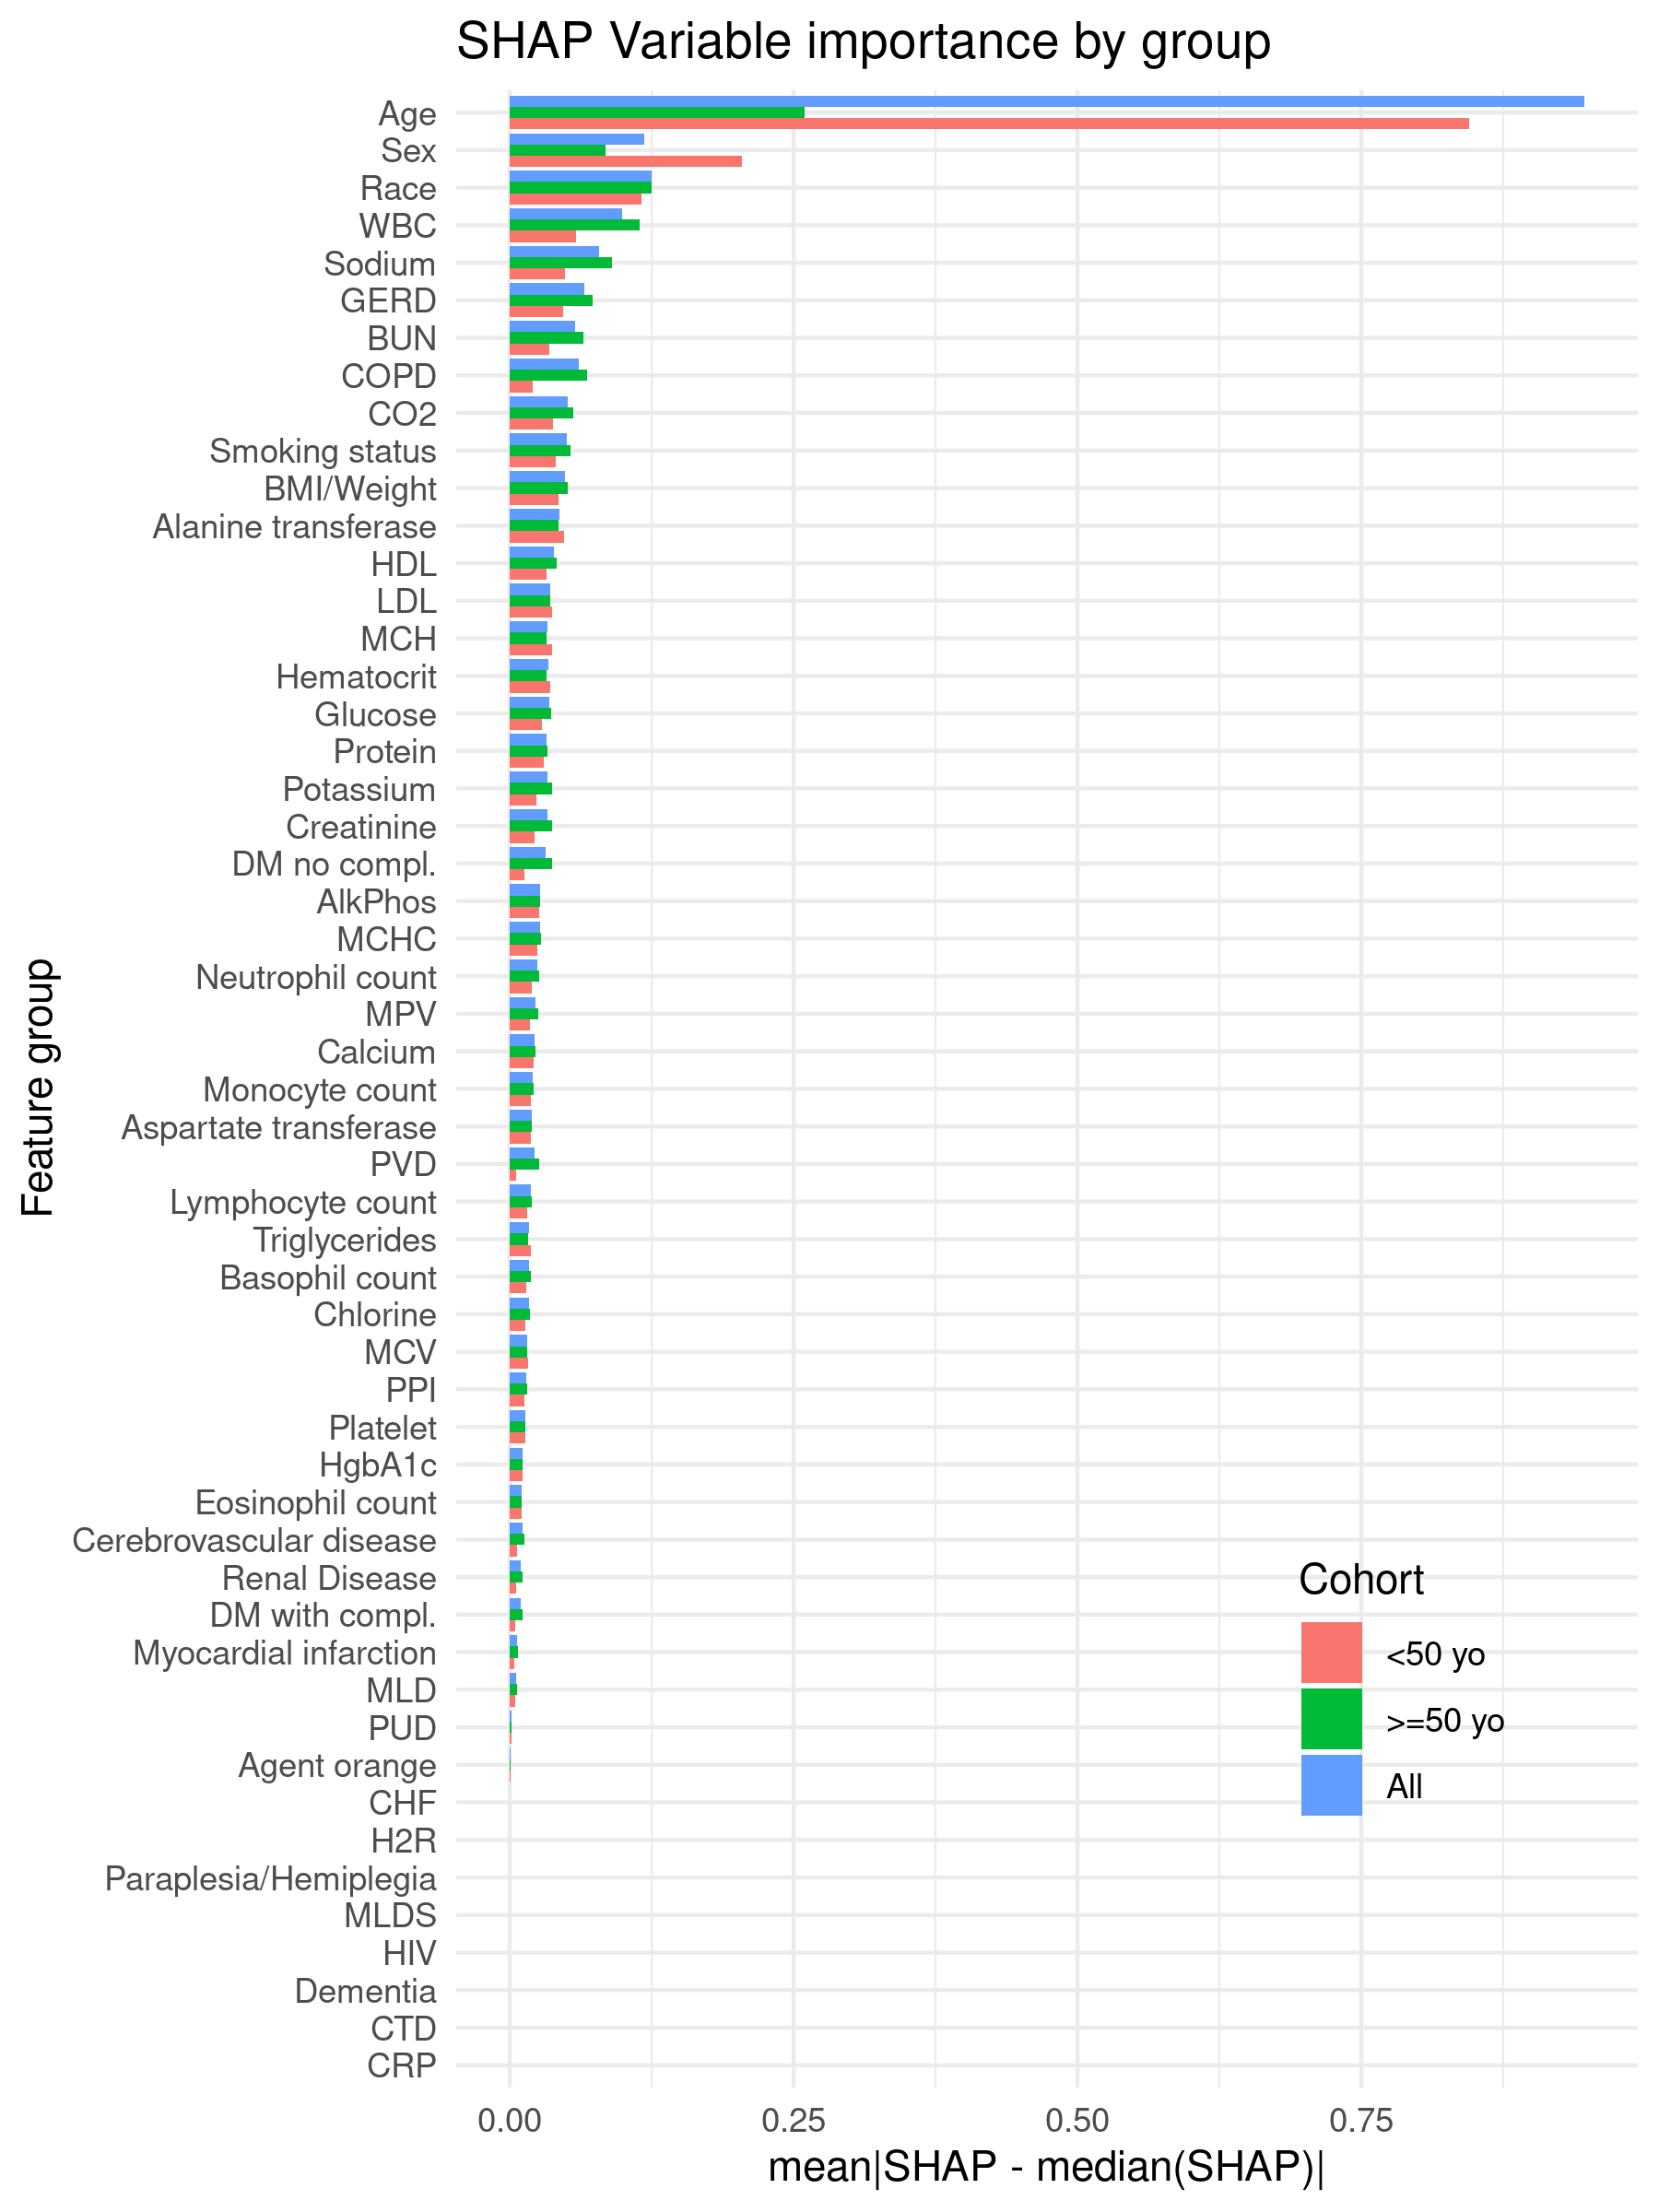 SHAP Variable importance by group
Age
Sex
Race
WBC
Sodium
GERD
BUN
COPD
CO2
Smoking status
BMI/Weight
Alanine transferase
HDL
LDL
MCH
Hematocrit
Glucose
Protein
Potassium
Creatinine
DM no compl.
AlkPhos
MCHC
Neutrophil count
MPV
Calcium
Monocyte count
Aspartate transferase
PVD
Lymphocyte count
Triglycerides
Basophil count
Chlorine
MCV
PPI
Platelet
HgbA1c
Eosinophil count
Cerebrovascular disease
Renal Disease
DM with compl.
Myocardial infarction
MLD
PUD
Agent orange
CHF
H2R
Paraplesia/Hemiplegia
MLDS
HIV
Dementia
CTD
CRP
Feature group
0.00 0.25 0.50 0.75
mean|SHAP - median(SHAP)|
Cohort
<50 yo
>=50 yo
All